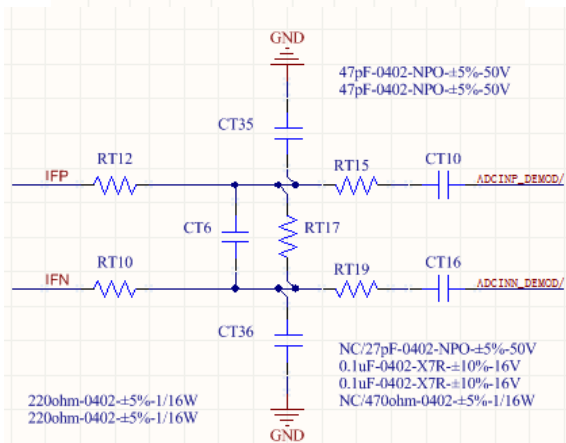 GND
47pF-0402-NPO-±5%-50V
47pF-0402-NPO-±5%-50V
CT35
RT12
RT15
CT10
IFP
ADCINP_DEMOD/
CT6
RT17
RT10
RT19
CT16
IFN
ADCINN_DEMOD/
CT36
NC/27pF-0402-NPO-±5%-50V
0.1uF-0402-X7R-±10%-16V
0.1uF-0402-X7R-±10%-16V
NC/470ohm-0402-±5%-1/16W
220ohm-0402-±5%-1/16W
220ohm-0402-±5%-1/16W
GND